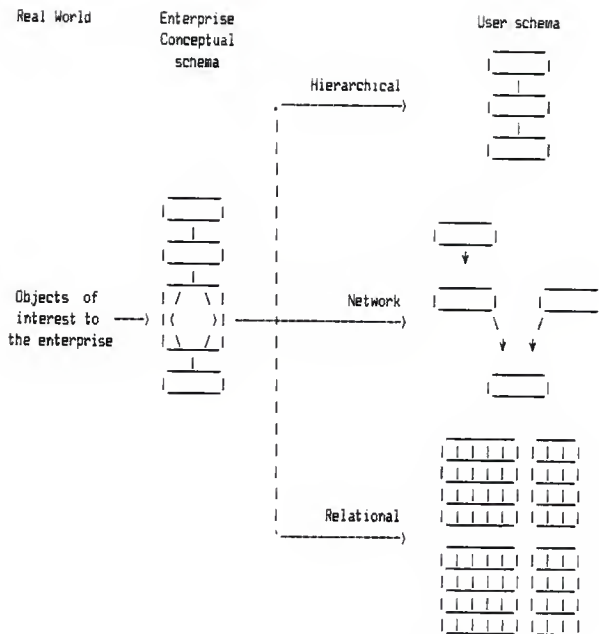 Real World
Enterprise
Conceptual
schema
User schema
Hierarchical
Objects of
interest to
the enterprise
Network
Relational